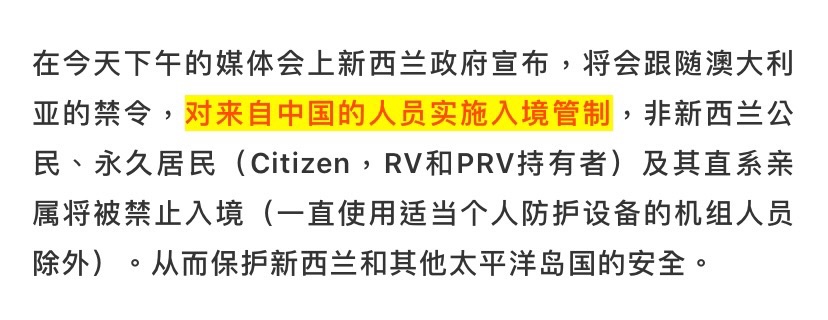 在今天下午的媒体会上新西兰政府宣布，将会跟随澳大利
亚的禁令，对来自中国的人员实施入境管制，非新西兰公
民、永久居民（Citizen，RV和PRV持有者）及其直系亲
属将被禁止入境（一直使用适当个人防护设备的机组人员
除外）。从而保护新西兰和其他太平洋岛国的安全。